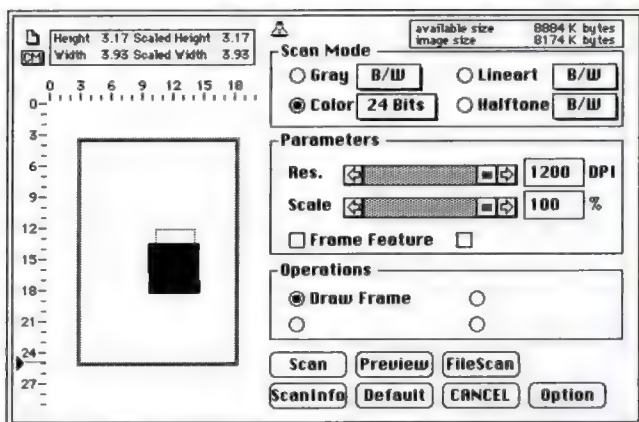 Height 3.17 Scaled Height 3.17
Width 3.93 Scaled Width 3.93
CM
0 3 6 9 12 15 18
0
3
6
9
12
15
18
21
24
27
available size 8884 K bytes
image size 8174 K bytes
Scan Mode
Gray B/W Lineart B/W
Color 24 Bits Halftone B/W
Parameters
Res. 1200 DPI
Scale 100 %
Frame Feature
Operations
Draw Frame
Scan Preview FileScan
ScanInfo Default CANCEL Option